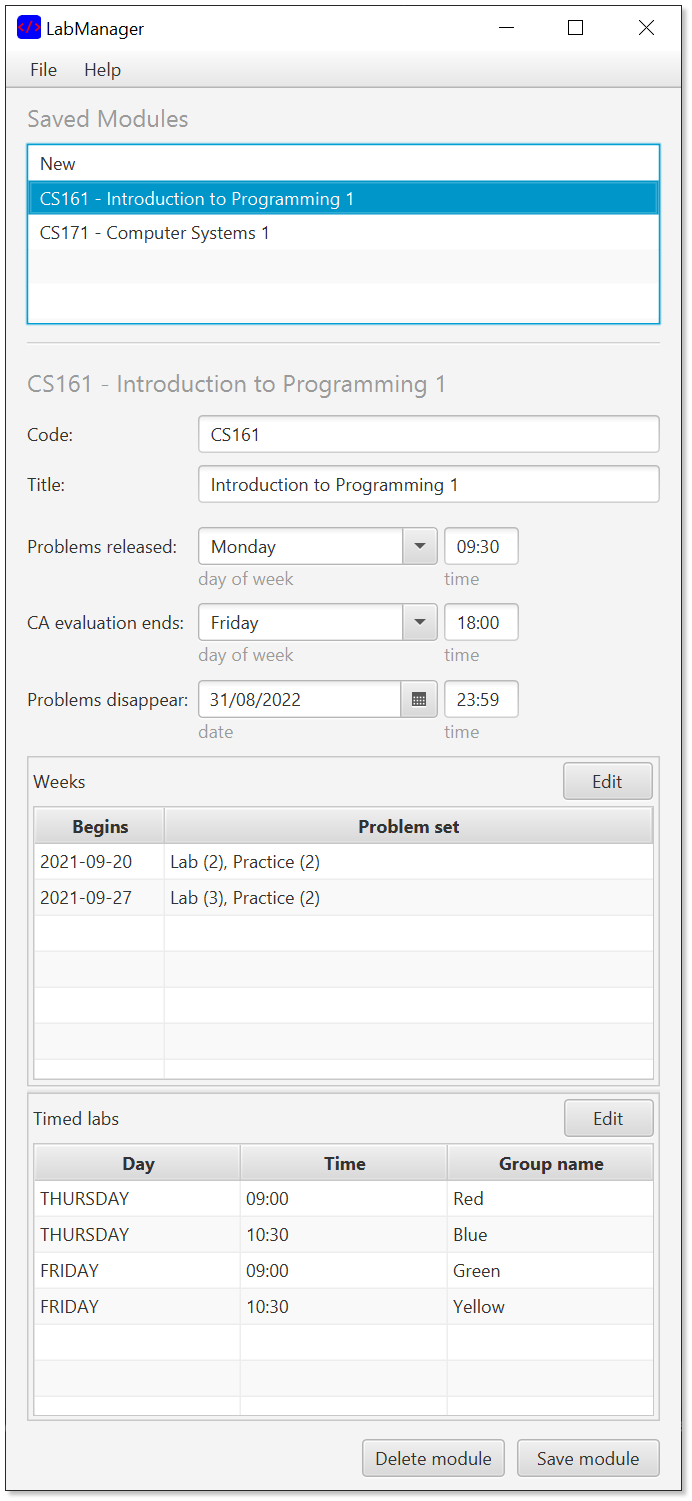 </> LabManager
File Help
Saved Modules
New
CS161 - Introduction to Programming 1
CS171 - Computer Systems 1
CS161 - Introduction to Programming 1
Code: CS161
Title: Introduction to Programming 1
Problems released: Monday 09:30
day of week time
CA evaluation ends: Friday 18:00
day of week time
Problems disappear: 31/08/2022 23:59
date time
Weeks Edit
Begins Problem set
2021-09-20 Lab (2), Practice (2)
2021-09-27 Lab (3), Practice (2)
Timed labs Edit
Day Time Group name
THURSDAY 09:00 Red
THURSDAY 10:30 Blue
FRIDAY 09:00 Green
FRIDAY 10:30 Yellow
Delete module Save module